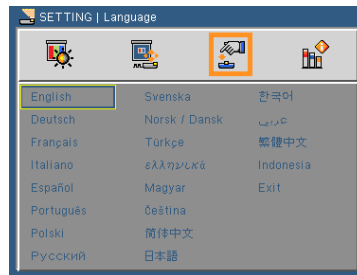 SETTING | Language
English
Deutsch
Français
Italiano
Español
Português
Polski
Русский
Svenska
Norsk / Dansk
Türkçe
ελληνικά
Magyar
Čeština
简体中文
日本語
한국어
عربي
繁體中文
Indonesia
Exit